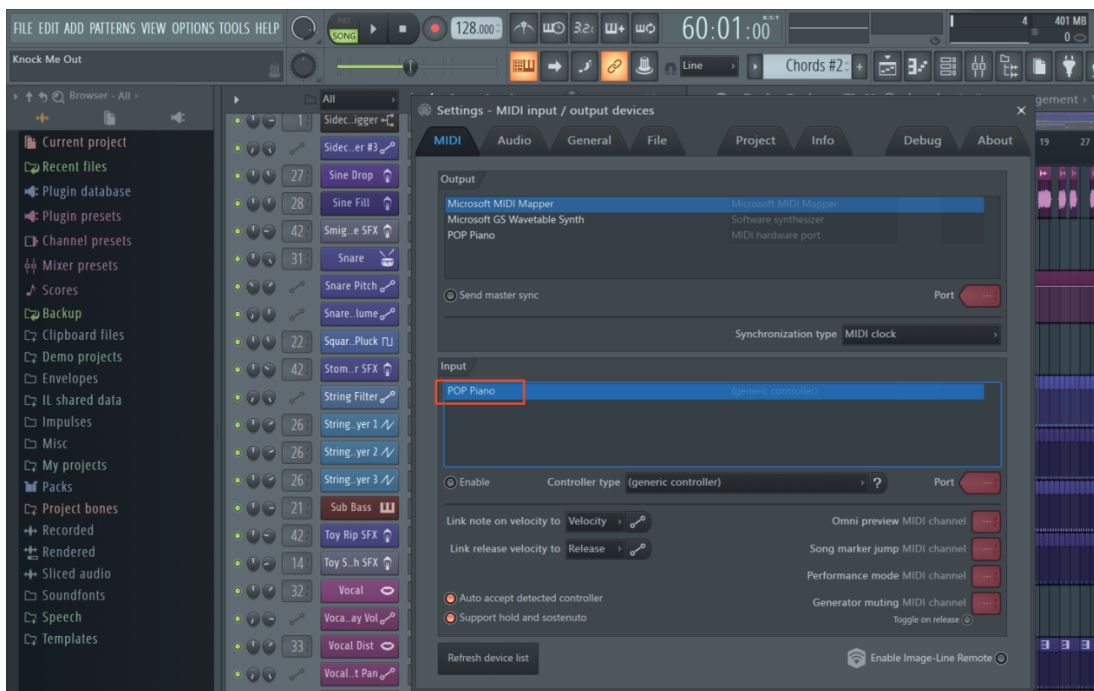 FILE EDIT ADD PATTERNS VIEW OPTIONS TOOLS HELP
PAT
SONG
128.000
3.2.
60:01:00
B:S:T
4
401 MB
0
Knock Me Out
Line
Chords #2
Browser - All
Current project
Recent files
Plugin database
Plugin presets
Channel presets
Mixer presets
Scores
Backup
Clipboard files
Demo projects
Envelopes
IL shared data
Impulses
Misc
My projects
Packs
Project bones
Recorded
Rendered
Sliced audio
Soundfonts
Speech
Templates
All
1 Sidec..igger
Sidec..er #3
27 Sine Drop
28 Sine Fill
42 Smig..e SFX
31 Snare
Snare Pitch
Snare..lume
22 Squar..Pluck
42 Stom..r SFX
String Filter
26 String..yer 1
26 String..yer 2
26 String..yer 3
21 Sub Bass
42 Toy Rip SFX
14 Toy S..h SFX
32 Vocal
Voca..ay Vol
33 Vocal Dist
Vocal..t Pan
Settings - MIDI input / output devices
MIDI Audio General File Project Info Debug About
Output
Microsoft MIDI Mapper Microsoft MIDI Mapper
Microsoft GS Wavetable Synth Software synthesizer
POP Piano MIDI hardware port
Send master sync Port
Synchronization type MIDI clock
Input
POP Piano (generic controller)
Enable Controller type (generic controller) ? Port
Link note on velocity to Velocity Omni preview MIDI channel
Link release velocity to Release Song marker jump MIDI channel
Performance mode MIDI channel
Auto accept detected controller Generator muting MIDI channel
Support hold and sostenuto Toggle on release
Refresh device list Enable Image-Line Remote
gement
19 27